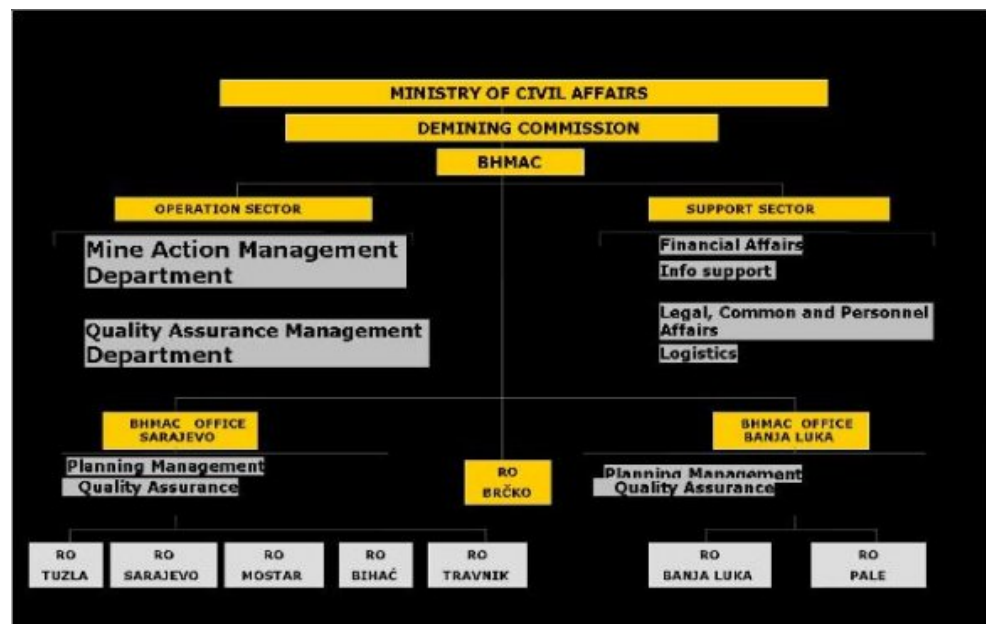 MINISTRY OF CIVIL AFFAIRS
DEMINING COMMISSION
BHMAC
OPERATION SECTOR
Mine Action Management
Department
Quality Assurance Management
Department
SUPPORT SECTOR
Financial Affairs
Info support
Legal, Common and Personnel
Affairs
Logistics
BHMAC OFFICE
SARAJEVO
Planning Management
Quality Assurance
RO
BRČKO
BHMAC OFFICE
BANJA LUKA
Planning Management
Quality Assurance
RO
TUZLA
RO
SARAJEVO
RO
MOSTAR
RO
BIHAĆ
RO
TRAVNIK
RO
BANJA LUKA
RO
PALE